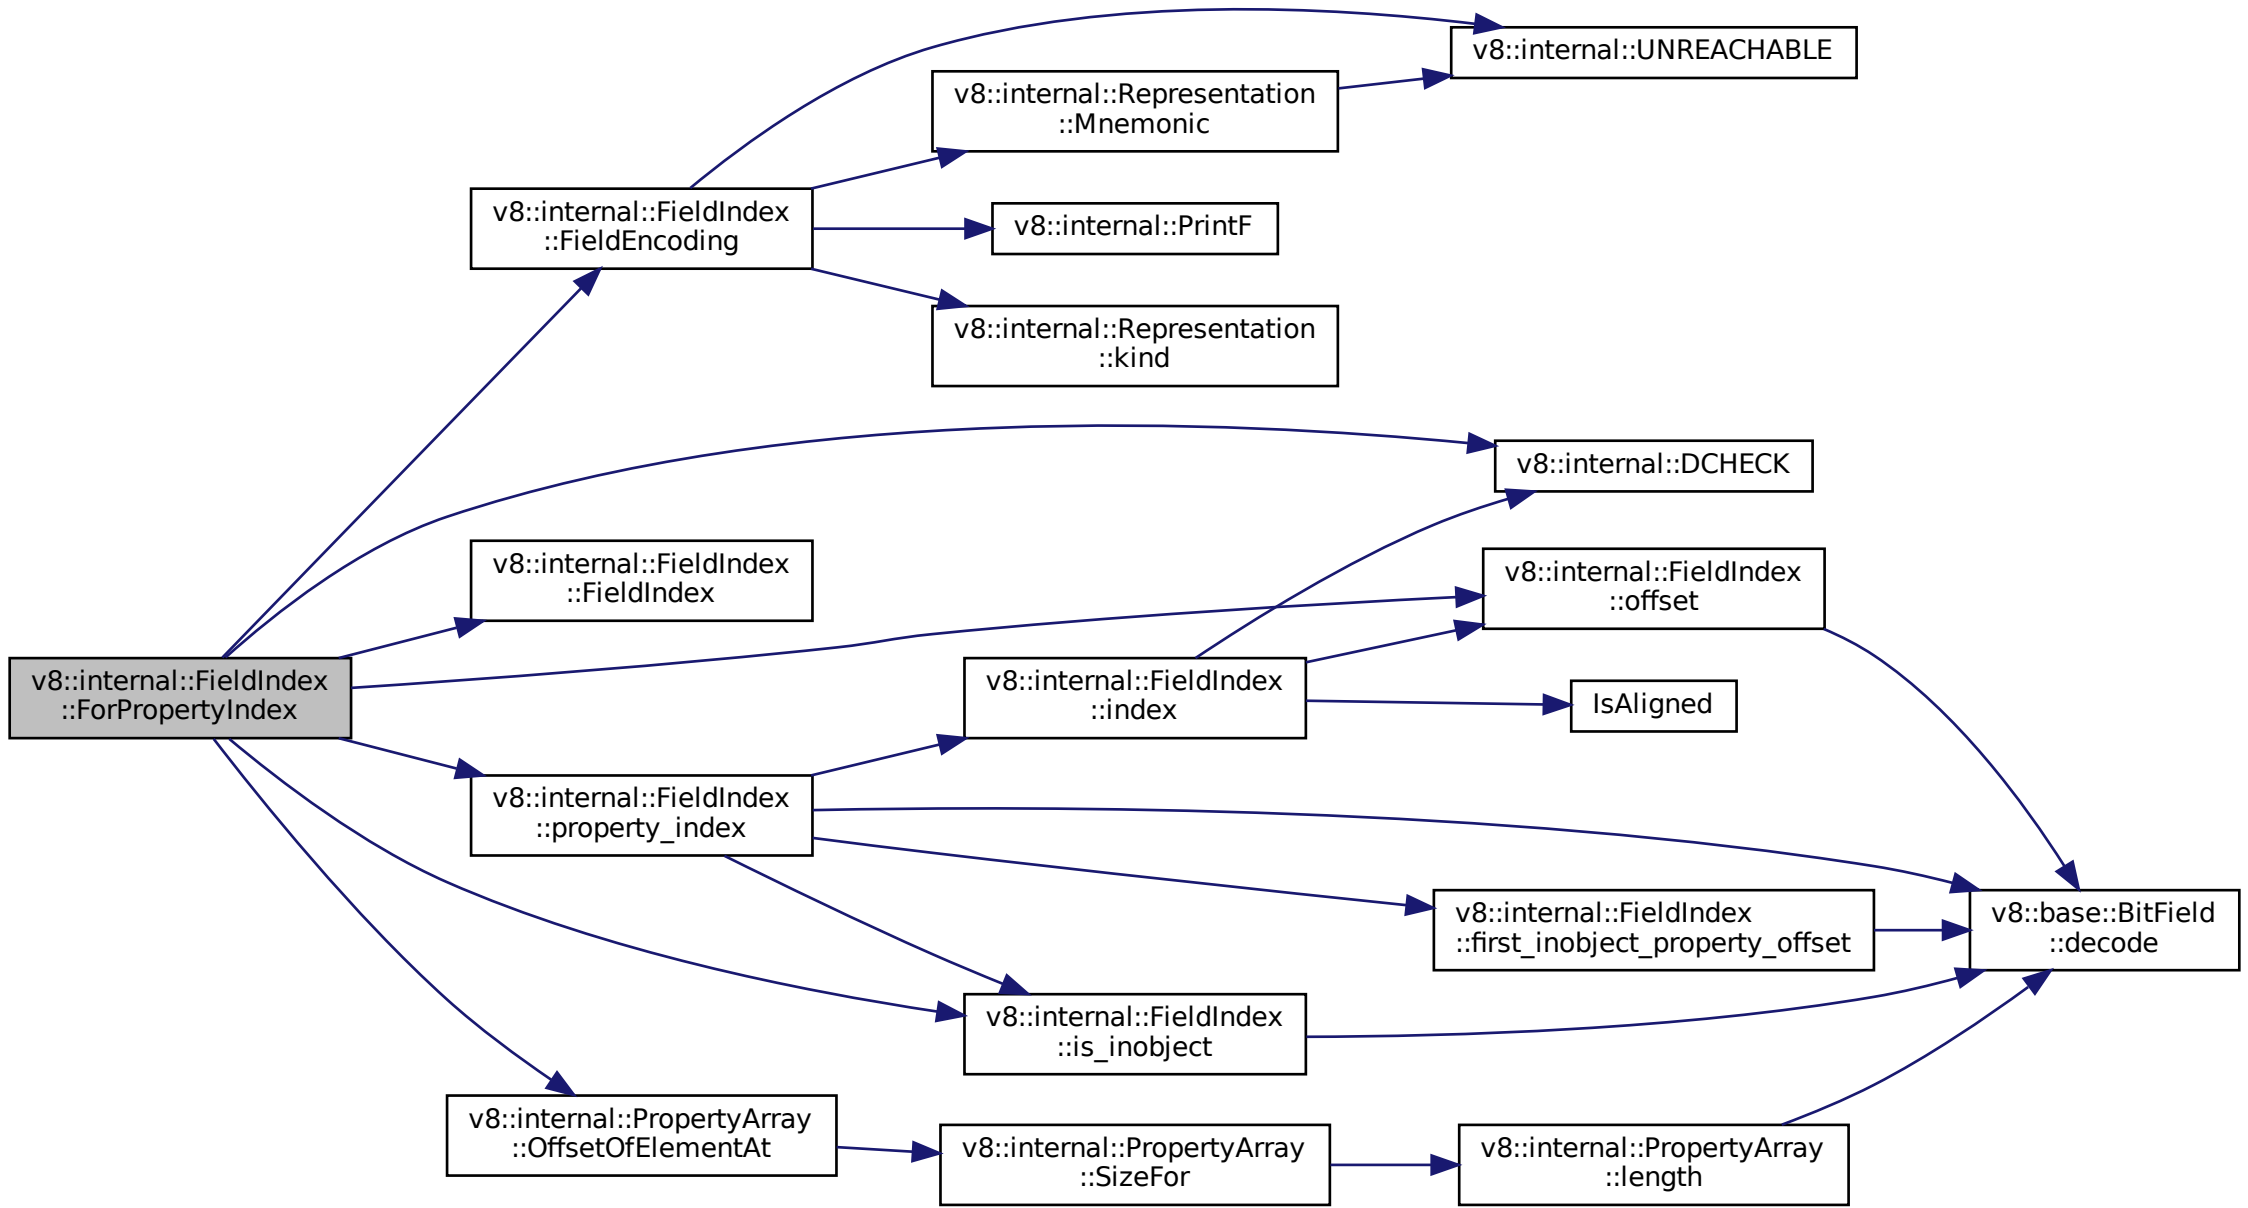 v8::internal::UNREACHABLE
v8::internal::Representation
::Mnemonic
v8::internal::FieldIndex
::FieldEncoding
v8::internal::PrintF
v8::internal::Representation
::kind
v8::internal::DCHECK
v8::internal::FieldIndex
::FieldIndex
v8::internal::FieldIndex
::offset
v8::internal::FieldIndex
::ForPropertyIndex
v8::internal::FieldIndex
::index
IsAligned
v8::internal::FieldIndex
::property_index
v8::internal::FieldIndex
::first_inobject_property_offset
v8::base::BitField
::decode
v8::internal::FieldIndex
::is_inobject
v8::internal::PropertyArray
::OffsetOfElementAt
v8::internal::PropertyArray
::SizeFor
v8::internal::PropertyArray
::length